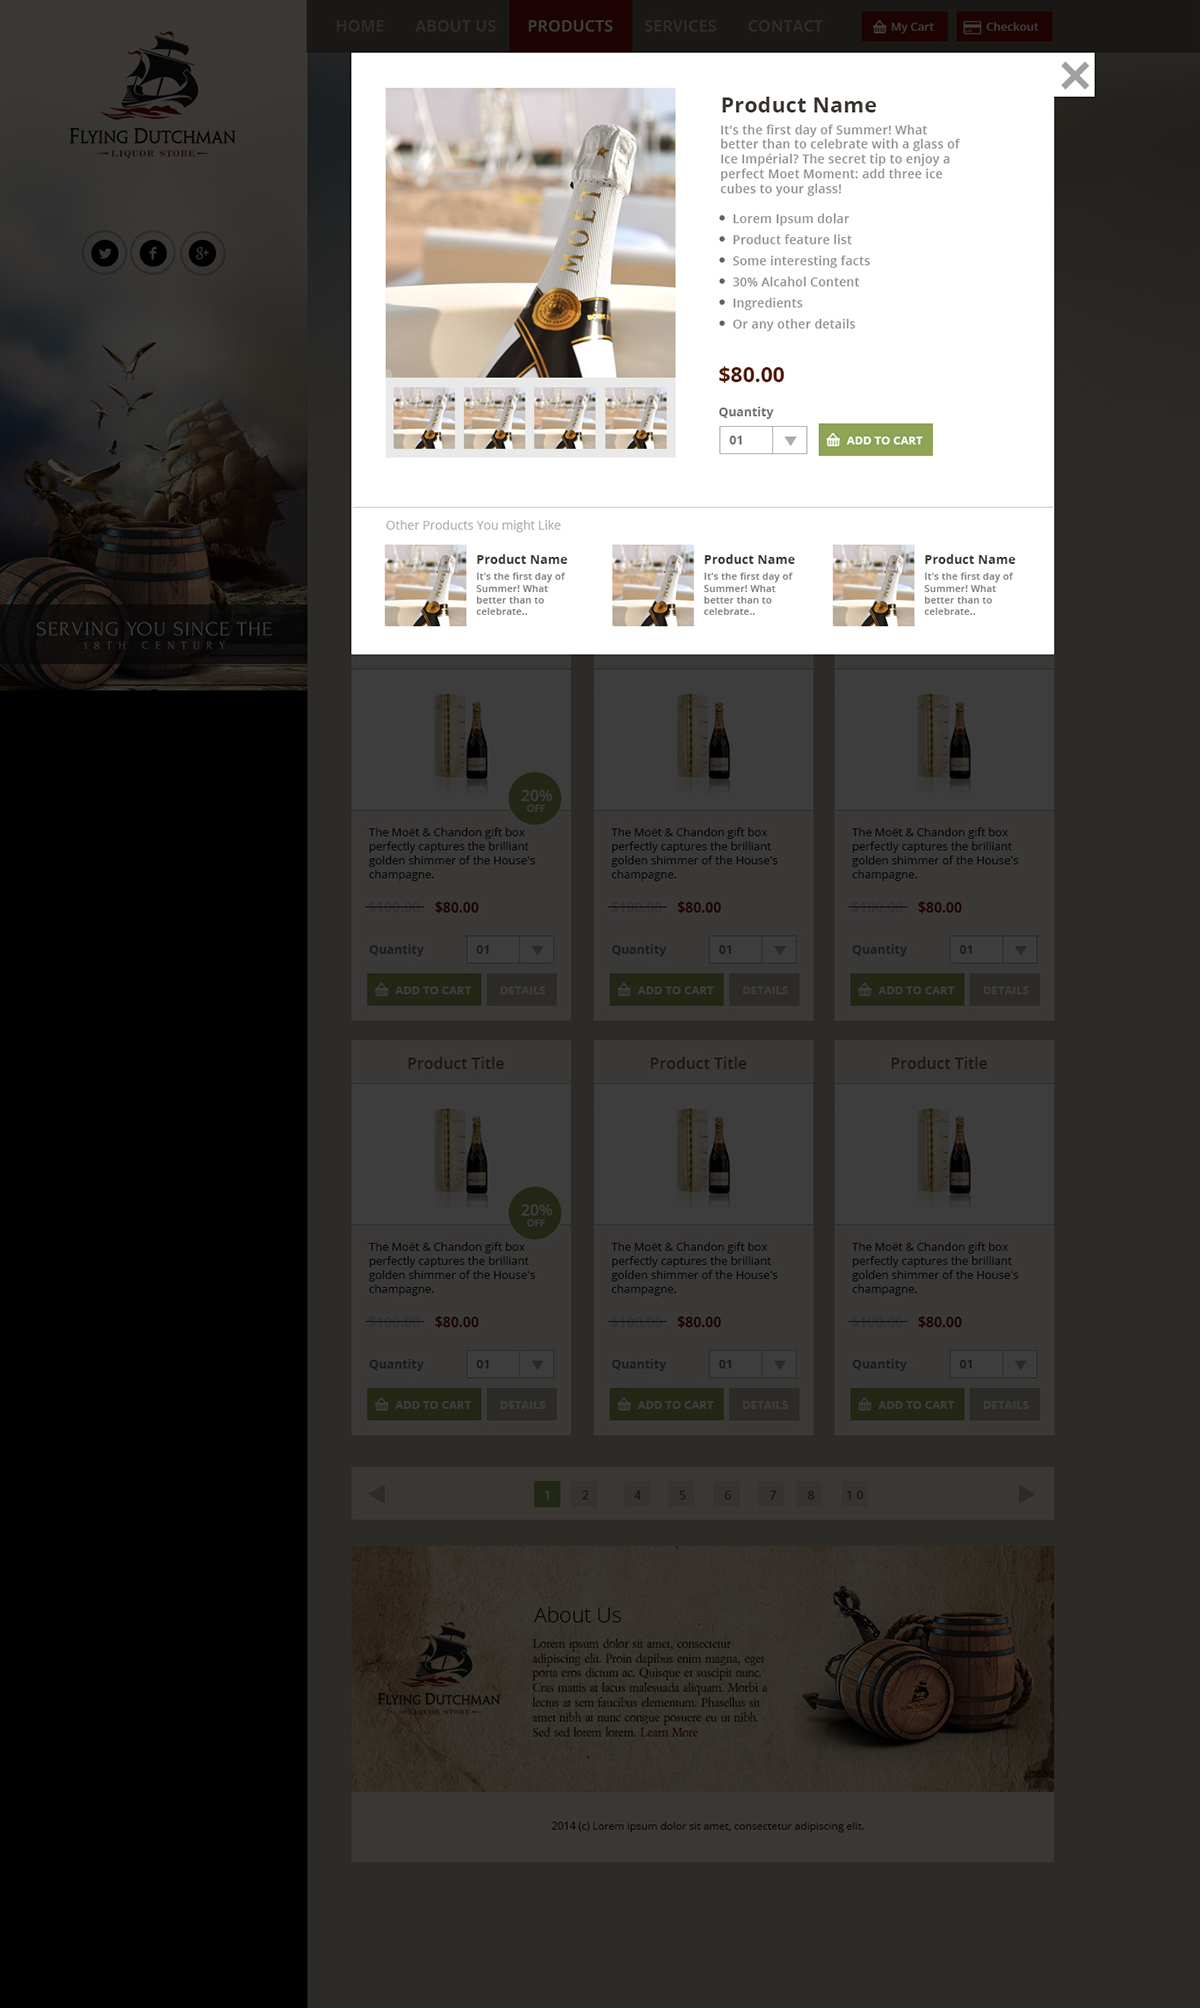 HOME ABOUT US PRODUCTS SERVICES CONTACT My Cart Checkout
FLYING DUTCHMAN
LIQUOR STORE
SERVING YOU SINCE THE
18TH CENTURY
MOET
Product Name
It's the first day of Summer! What
better than to celebrate with a glass of
Ice Impérial? The secret tip to enjoy a
perfect Moet Moment: add three ice
cubes to your glass!
Lorem Ipsum dolar
Product feature list
Some interesting facts
30% Alcahol Content
Ingredients
Or any other details
$80.00
Quantity
01 ADD TO CART
Other Products You might Like
Product Name
It's the first day of
Summer! What
better than to
celebrate..
Product Name
It's the first day of
Summer! What
better than to
celebrate..
Product Name
It's the first day of
Summer! What
better than to
celebrate..
20%
OFF
The Moët & Chandon gift box
perfectly captures the brilliant
golden shimmer of the House's
champagne.
$100.00 $80.00
Quantity 01
ADD TO CART DETAILS
The Moët & Chandon gift box
perfectly captures the brilliant
golden shimmer of the House's
champagne.
$100.00 $80.00
Quantity 01
ADD TO CART DETAILS
The Moët & Chandon gift box
perfectly captures the brilliant
golden shimmer of the House's
champagne.
$100.00 $80.00
Quantity 01
ADD TO CART DETAILS
Product Title
20%
OFF
The Moët & Chandon gift box
perfectly captures the brilliant
golden shimmer of the House's
champagne.
$100.00 $80.00
Quantity 01
ADD TO CART DETAILS
Product Title
The Moët & Chandon gift box
perfectly captures the brilliant
golden shimmer of the House's
champagne.
$100.00 $80.00
Quantity 01
ADD TO CART DETAILS
Product Title
The Moët & Chandon gift box
perfectly captures the brilliant
golden shimmer of the House's
champagne.
$100.00 $80.00
Quantity 01
ADD TO CART DETAILS
1 2 4 5 6 7 8 10
FLYING DUTCHMAN
LIQUOR STORE
About Us
Lorem ipsum dolor sit amet, consectetur
adipiscing elit. Proin dapibus enim magna, eget
porta eros dictum ac. Quisque et suscipit nunc.
Cras mattis at lacus malesuada aliquam. Morbi a
lectus at sem faucibus elementum. Phasellus sit
amet nibh at nunc congue posuere eu ut nibh.
Sed sed lorem lorem. Learn More
2014 (c) Lorem ipsum dolor sit amet, consectetur adipiscing elit.